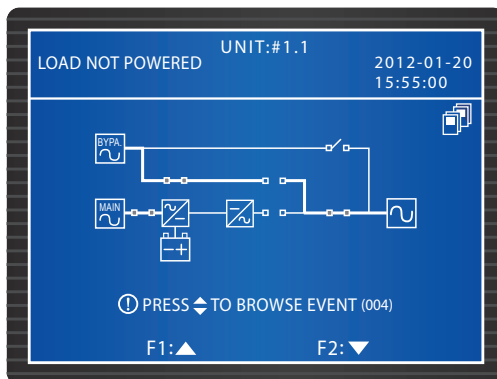 UNIT:#1.1
LOAD NOT POWERED
2012-01-20
15:55:00
BYPA.
MAIN
PRESS TO BROWSE EVENT (004)
F1:
F2: